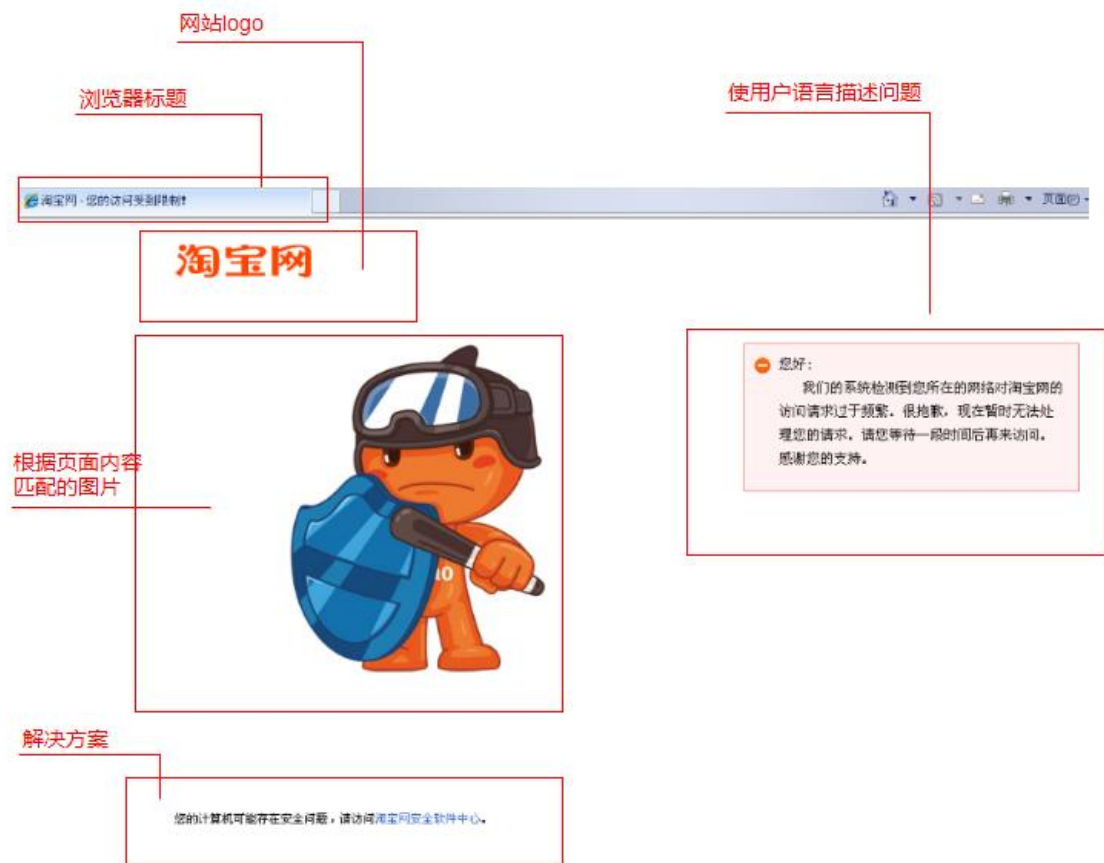 网站logo
浏览器标题
使用户语言描述问题
淘宝网 - 您的访问受到限制!
页面(P)
淘宝网
您好:
我们的系统检测到您所在的网络对淘宝网的
访问请求过于频繁。很抱歉,现在暂时无法处
理您的请求。请您等待一段时间后再来访问。
感谢您的支持。
根据页面内容
匹配的图片
ao
解决方案
您的计算机可能存在安全问题,请访问淘宝网安全软件中心。